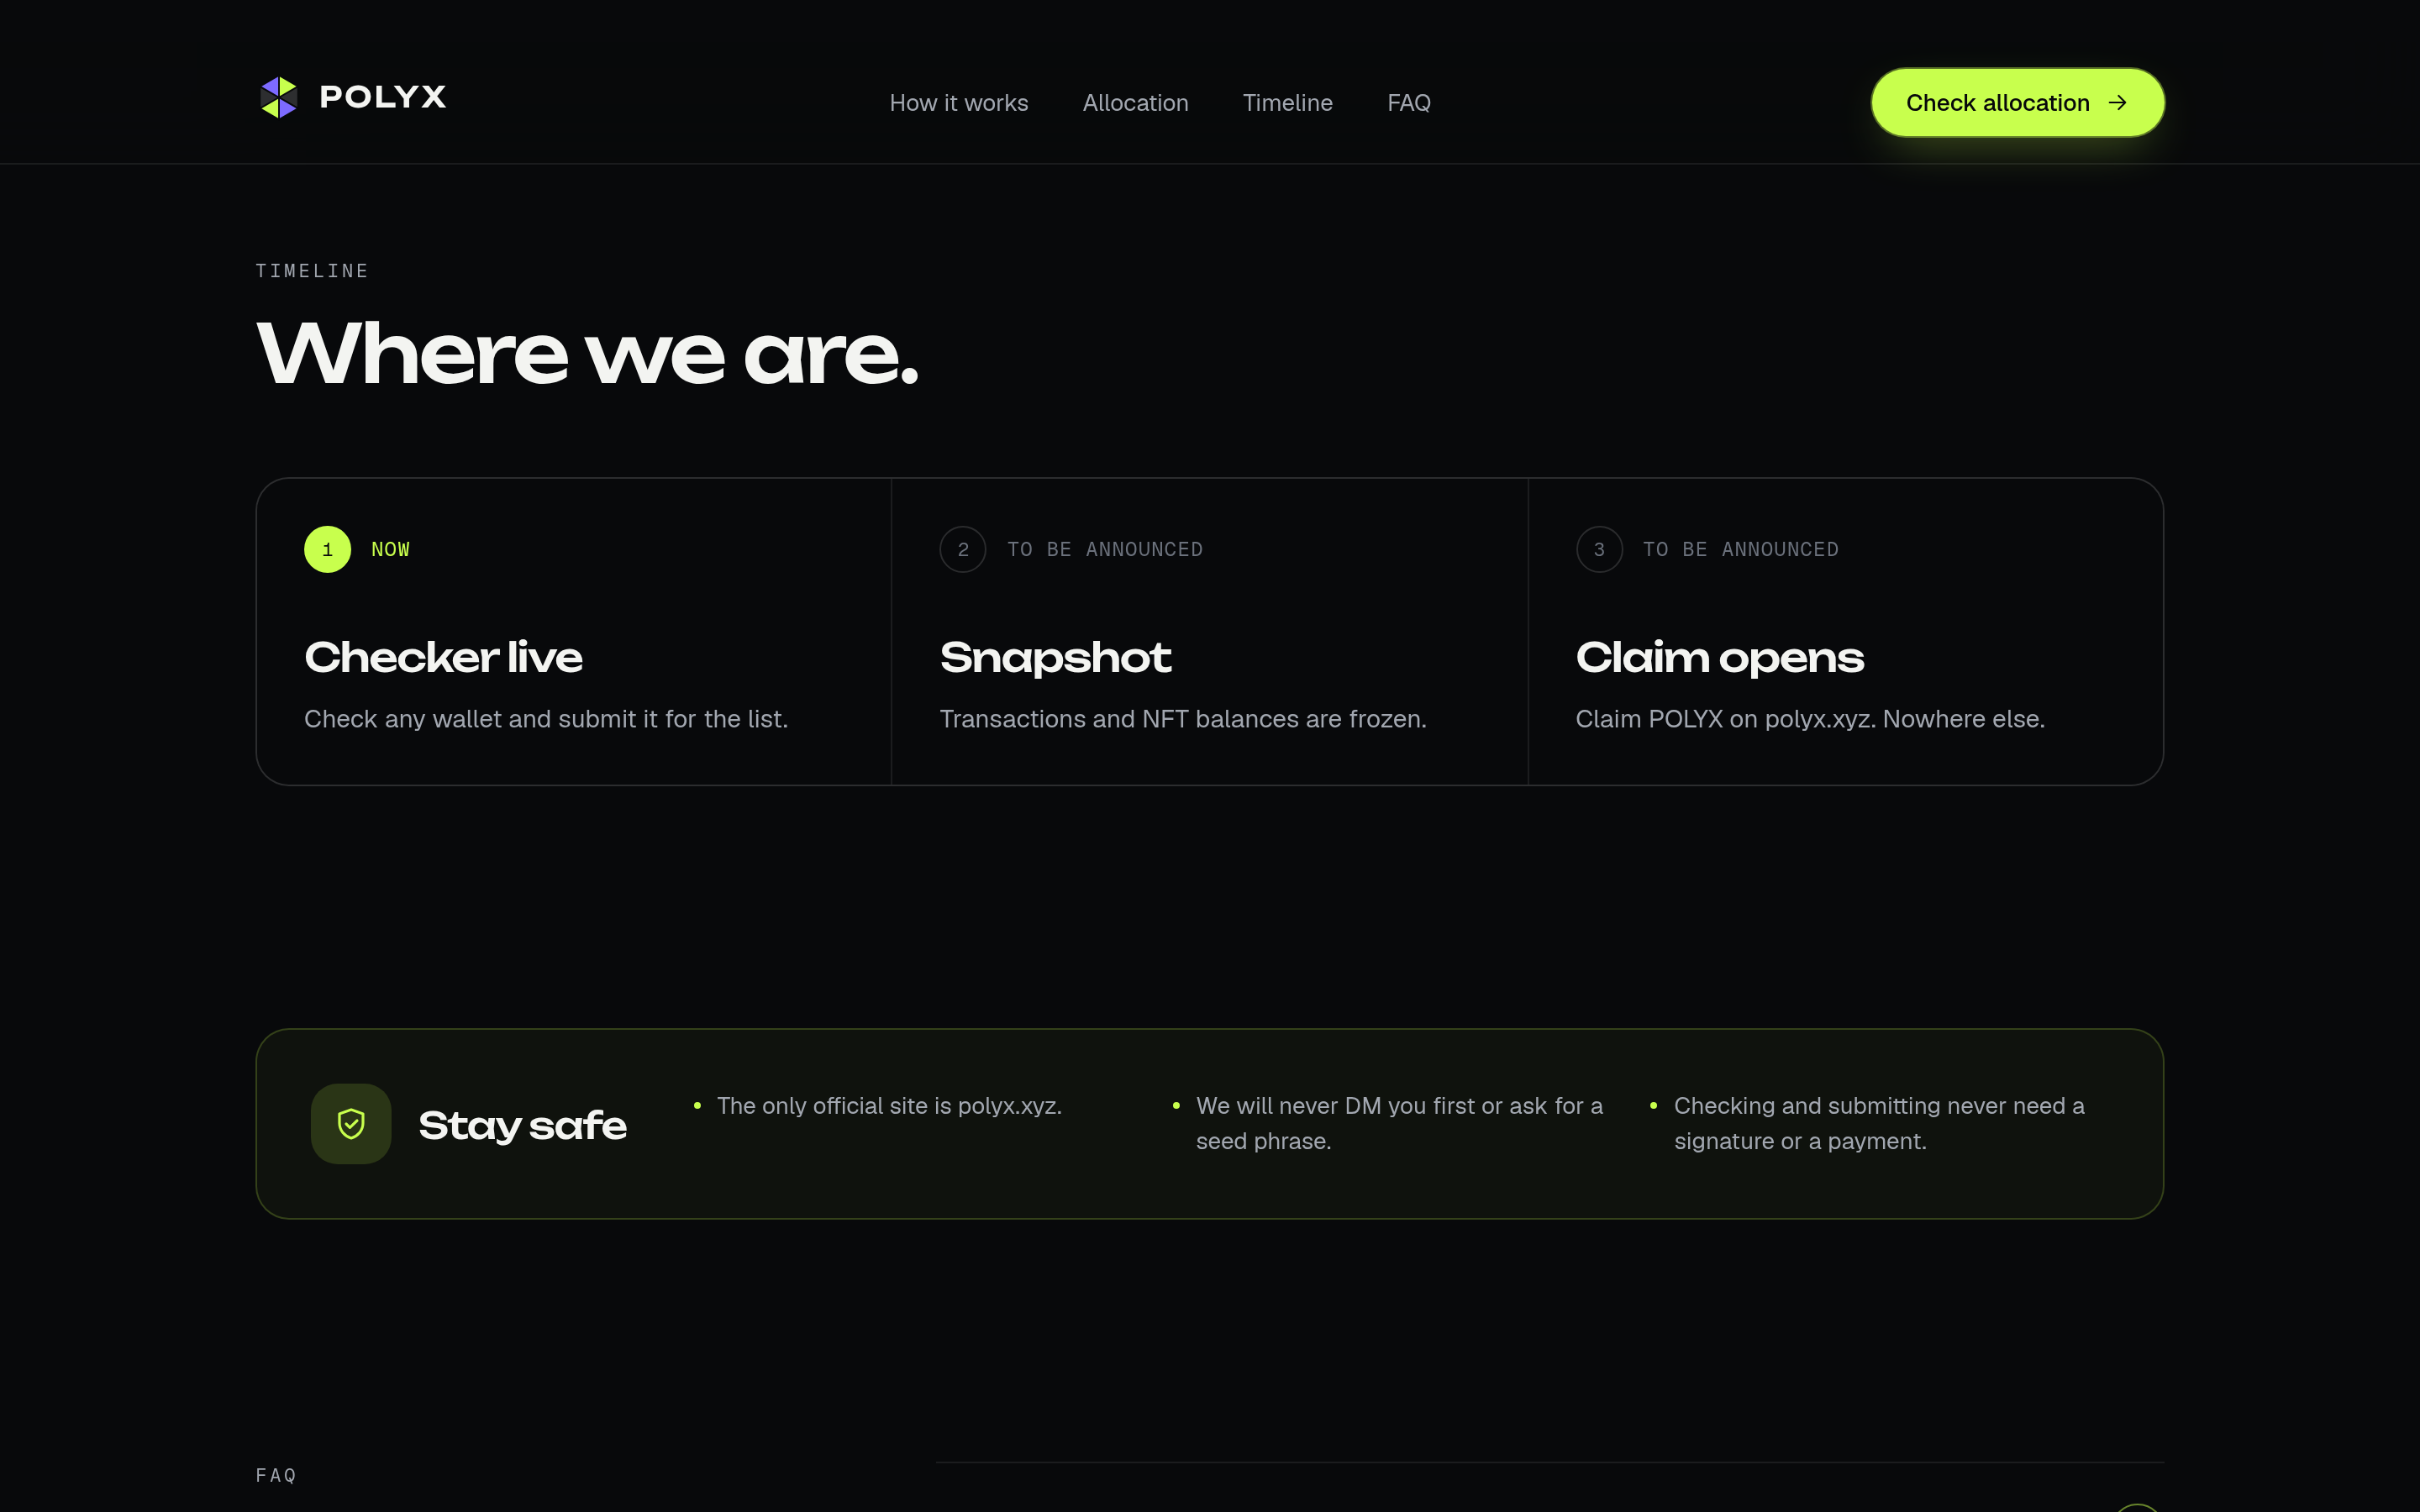 POLYX
How it works
Allocation
Timeline
FAQ
Check allocation →
TIMELINE
Where we are.
1 NOW
Checker live
Check any wallet and submit it for the list.
2 TO BE ANNOUNCED
Snapshot
Transactions and NFT balances are frozen.
3 TO BE ANNOUNCED
Claim opens
Claim POLYX on polyx.xyz. Nowhere else.
Stay safe
• The only official site is polyx.xyz.
• We will never DM you first or ask for a
seed phrase.
• Checking and submitting never need a
signature or a payment.
FAQ